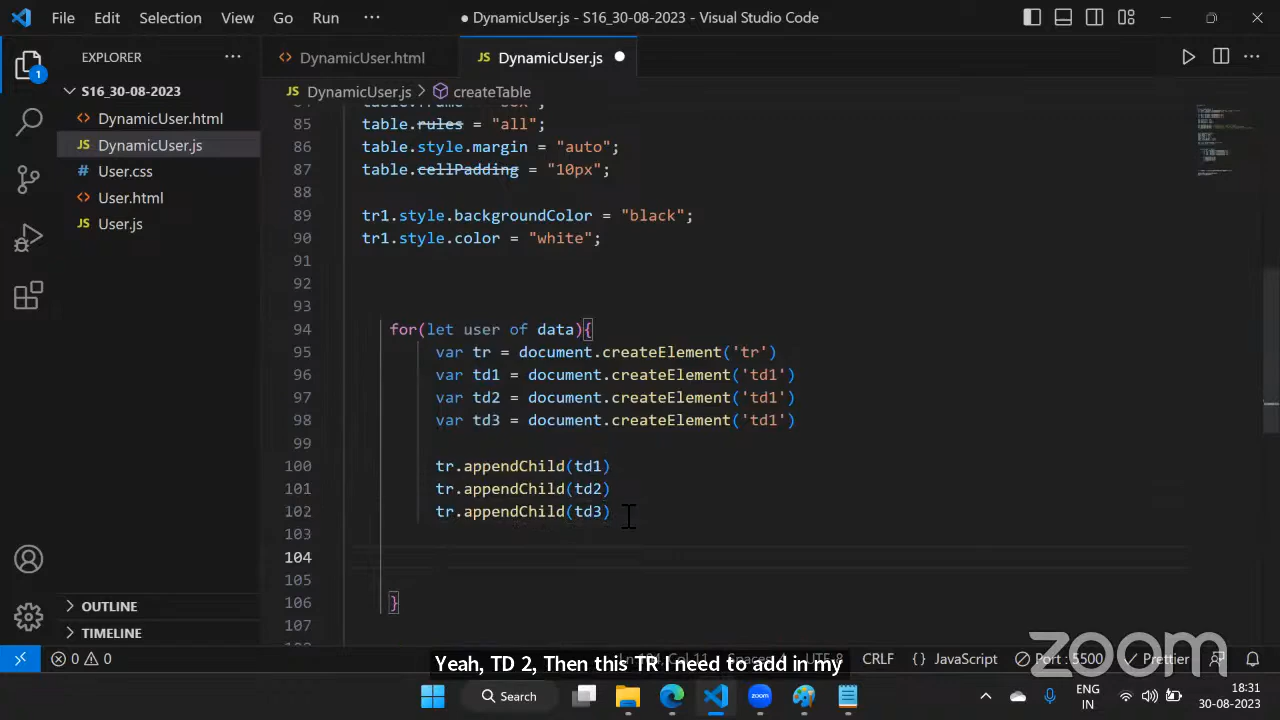 File Edit Selection View Go Run ··· ● DynamicUser.js - S16_30-08-2023 - Visual Studio Code
EXPLORER ···
<> DynamicUser.html JS DynamicUser.js ●
1
S16_30-08-2023
JS DynamicUser.js > createTable
<> DynamicUser.html
JS DynamicUser.js
# User.css
<> User.html
JS User.js
85 table.rules = "all";
86 table.style.margin = "auto";
87 table.cellPadding = "10px";
88
89 tr1.style.backgroundColor = "black";
90 tr1.style.color = "white";
91
92
93
94 for(let user of data){
95 var tr = document.createElement('tr')
96 var td1 = document.createElement('td1')
97 var td2 = document.createElement('td1')
98 var td3 = document.createElement('td1')
99
100 tr.appendChild(td1)
101 tr.appendChild(td2)
102 tr.appendChild(td3)
103
104
105
106 }
107
OUTLINE
TIMELINE
zoom
0 0 CRLF {} JavaScript Port : 5500 Prettier
Yeah, TD 2, Then this TR I need to add in my
Search
zoom
ENG
IN
18:31
30-08-2023